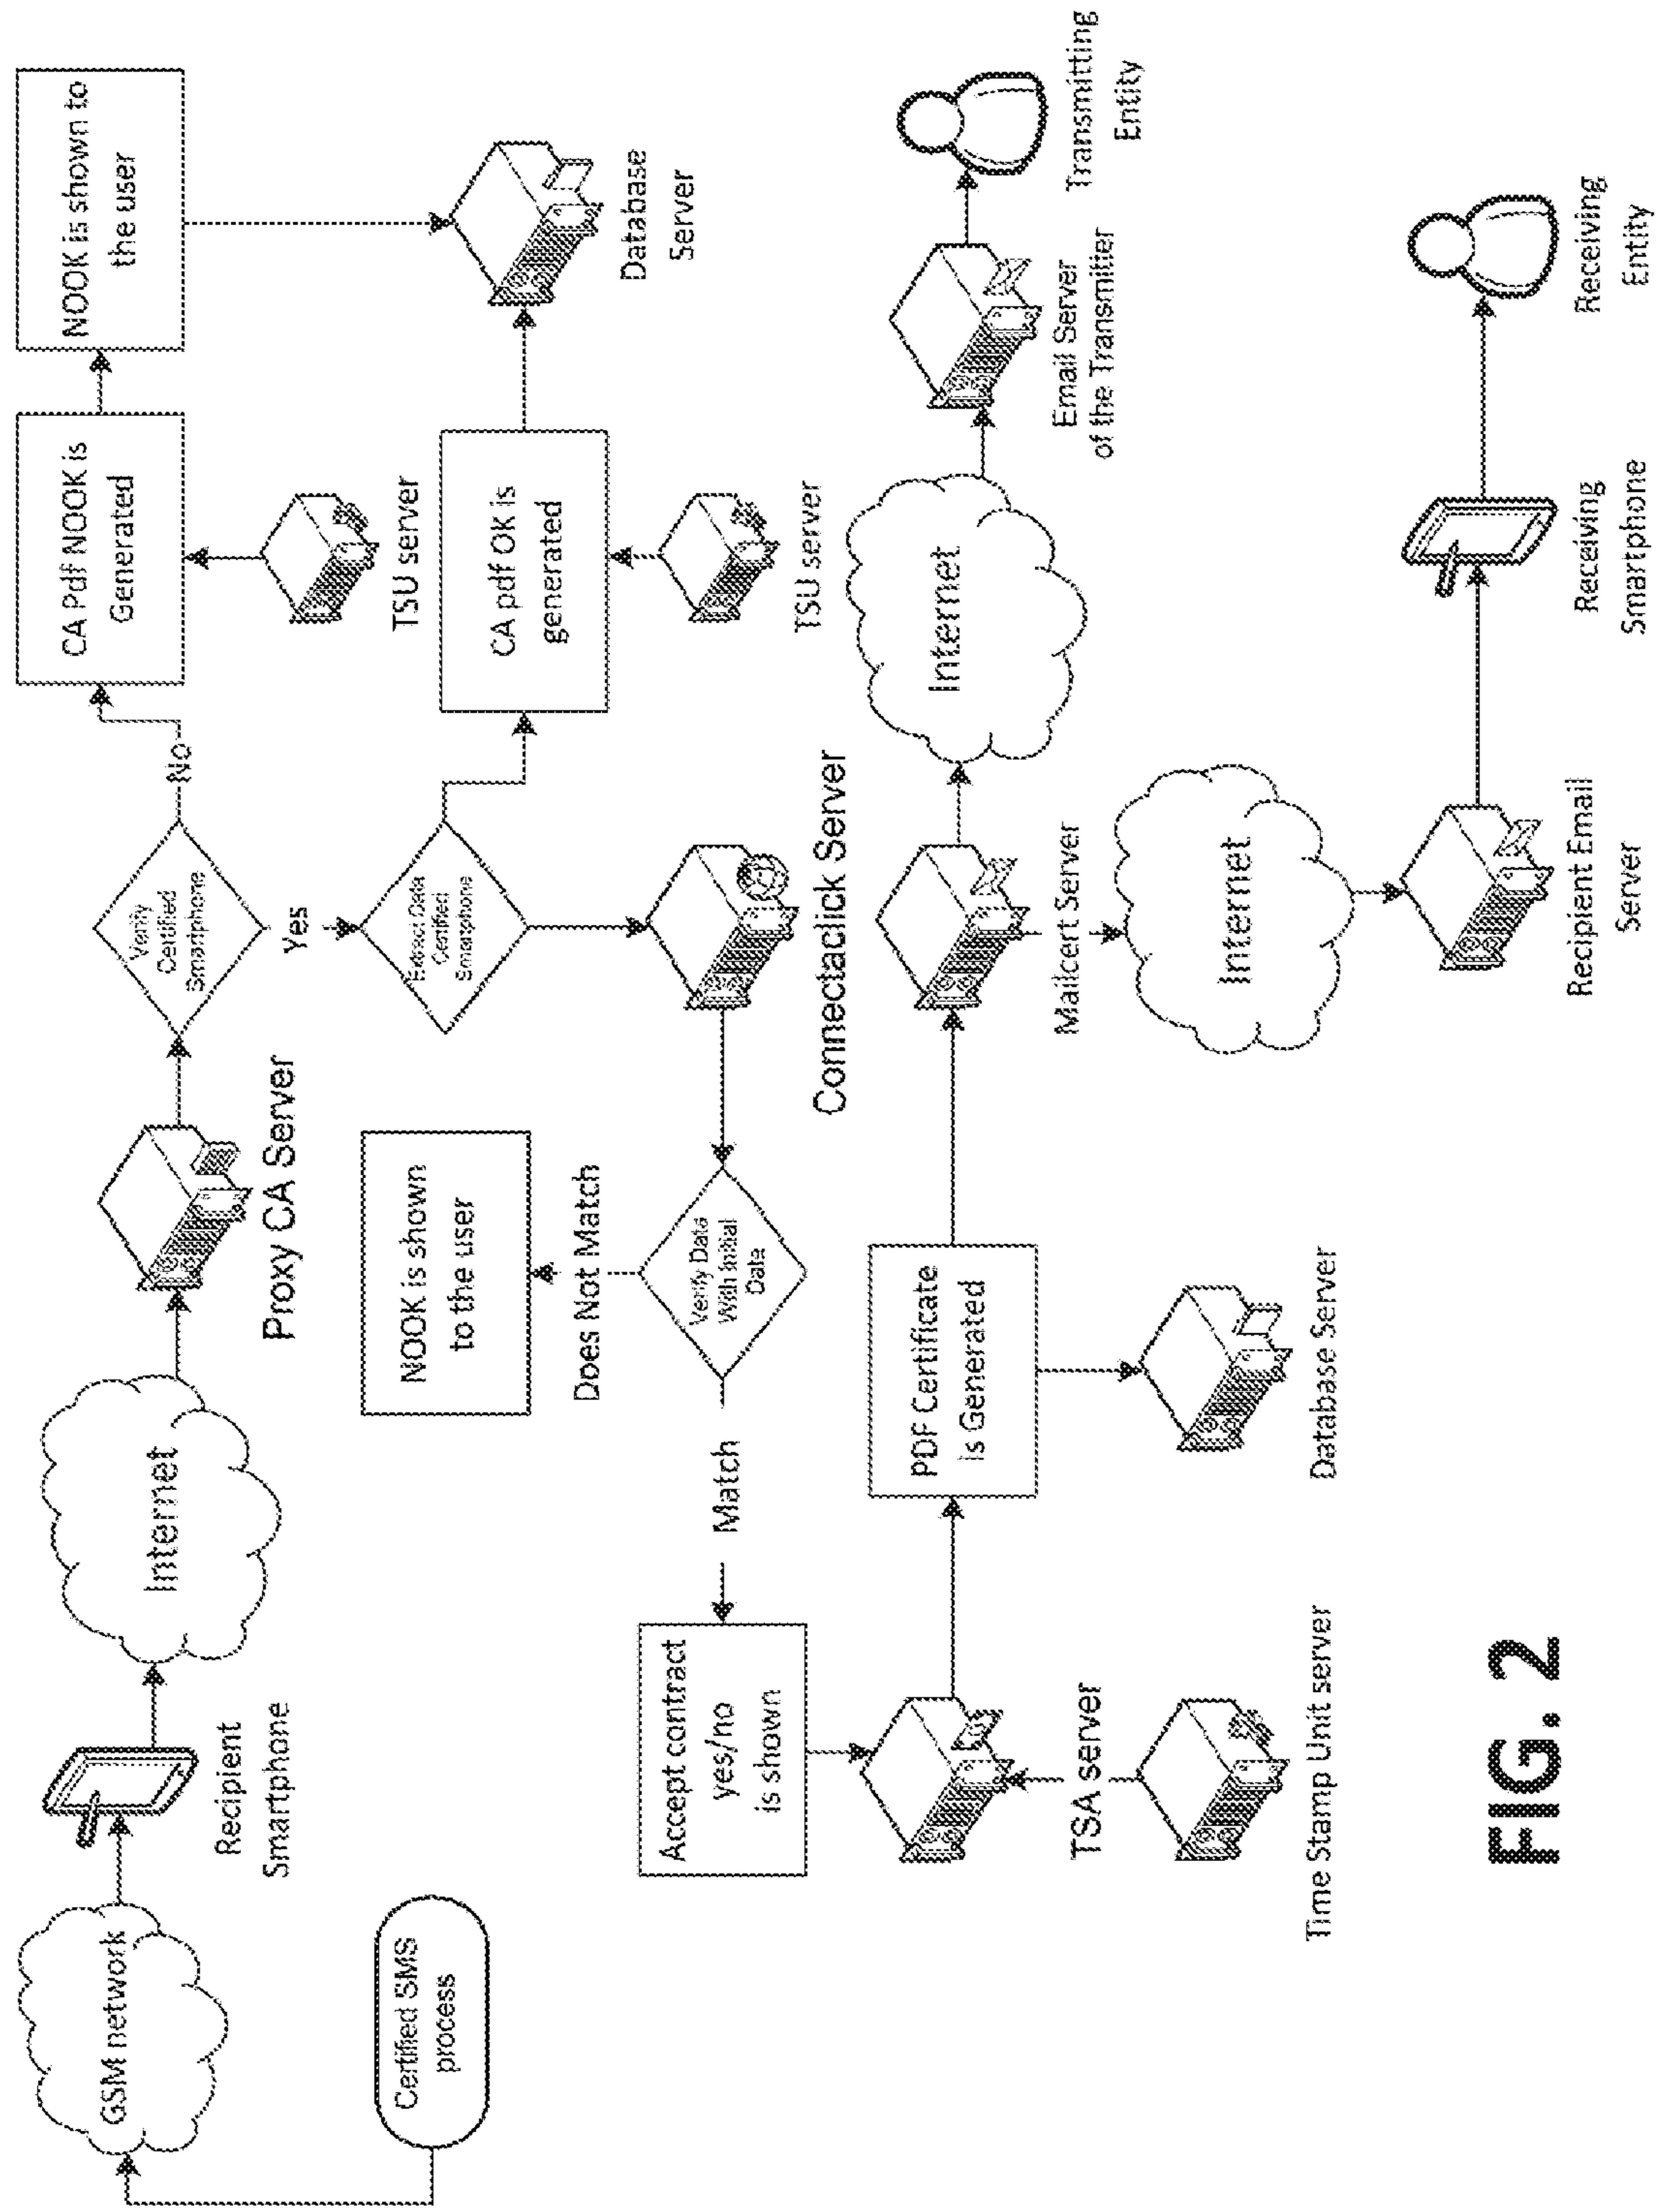 GSM network
Certified SMS
process
Recipient
Smartphone
Internet
Proxy CA Server
Verify
Certified
Smartphone
No
Yes
CA Pdf NOOK is
Generated
TSU server
NOOK is shown to
the user
Database
Server
Extract Data
Certified
Smartphone
CA pdf OK is
generated
TSU server
Connectaclick Server
NOOK is shown
to the user
Does Not Match
Verify Data
With Initial
Data
Match
Accept contract
yes/no
is shown
TSA server
Time Stamp Unit server
PDF Certificate
Is Generated
Database Server
Mailcert Server
Internet
Email Server
of the Transmitter
Transmitting
Entity
Internet
Recipient Email
Server
Receiving
Smartphone
Receiving
Entity
FIG. 2